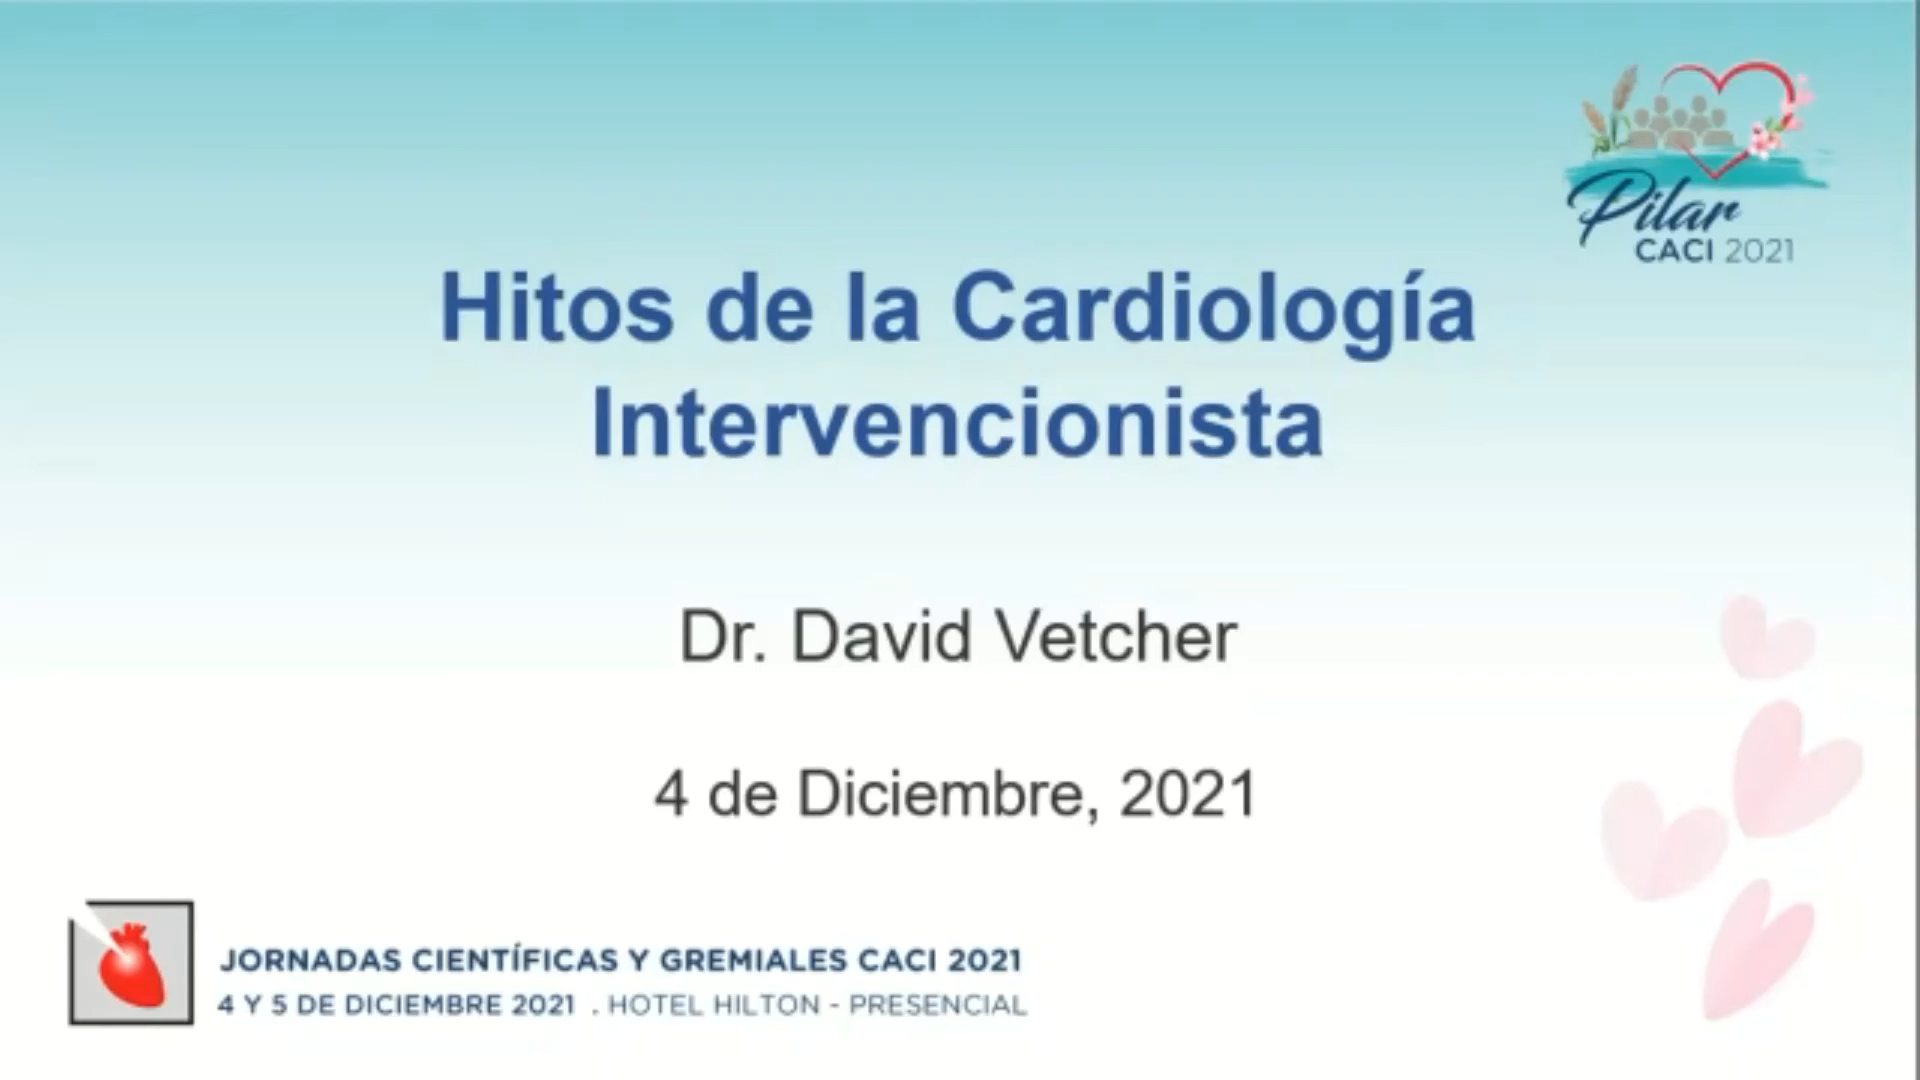 Pilar
CACI 2021
Hitos de la Cardiología
Intervencionista
Dr. David Vetcher
4 de Diciembre, 2021
JORNADAS CIENTÍFICAS Y GREMIALES CACI 2021
4 Y 5 DE DICIEMBRE 2021 . HOTEL HILTON - PRESENCIAL